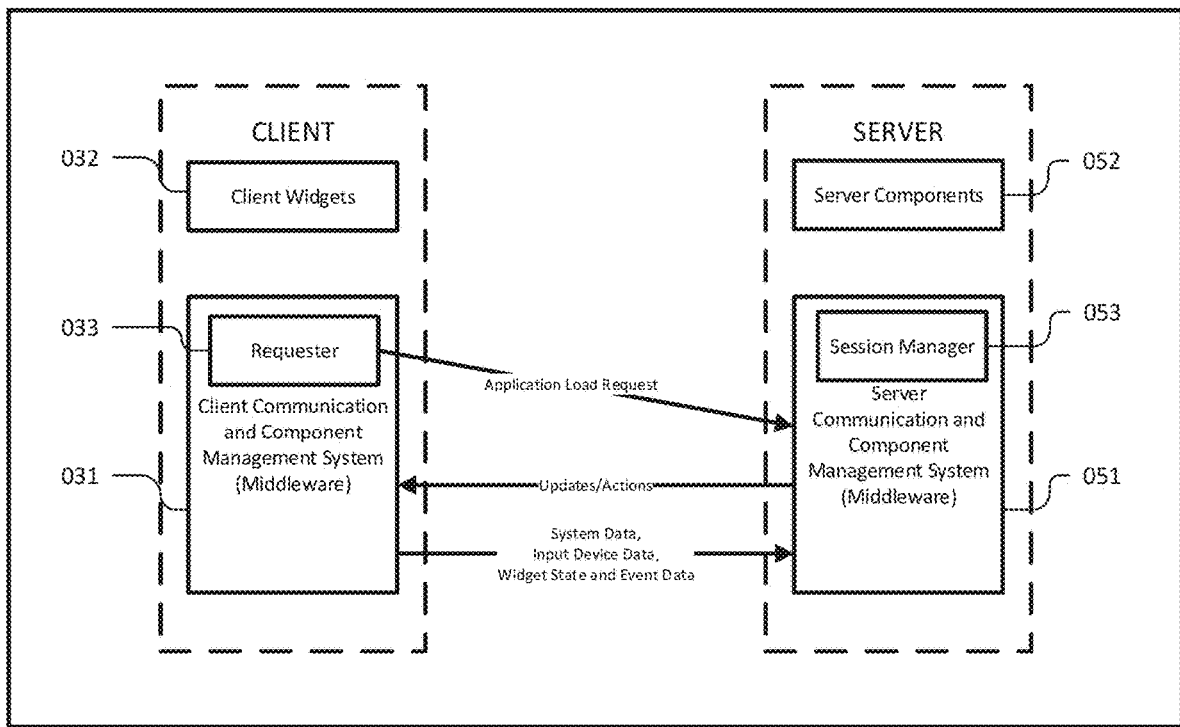 CLIENT
SERVER
032
Client Widgets
Server Components
052
033
Requester
Session Manager
053
Application Load Request
Client Communication
and Component
Management System
(Middleware)
Server
Communication and
Component
Management System
(Middleware)
031
051
Updates/Actions
System Data,
Input Device Data,
Widget State and Event Data